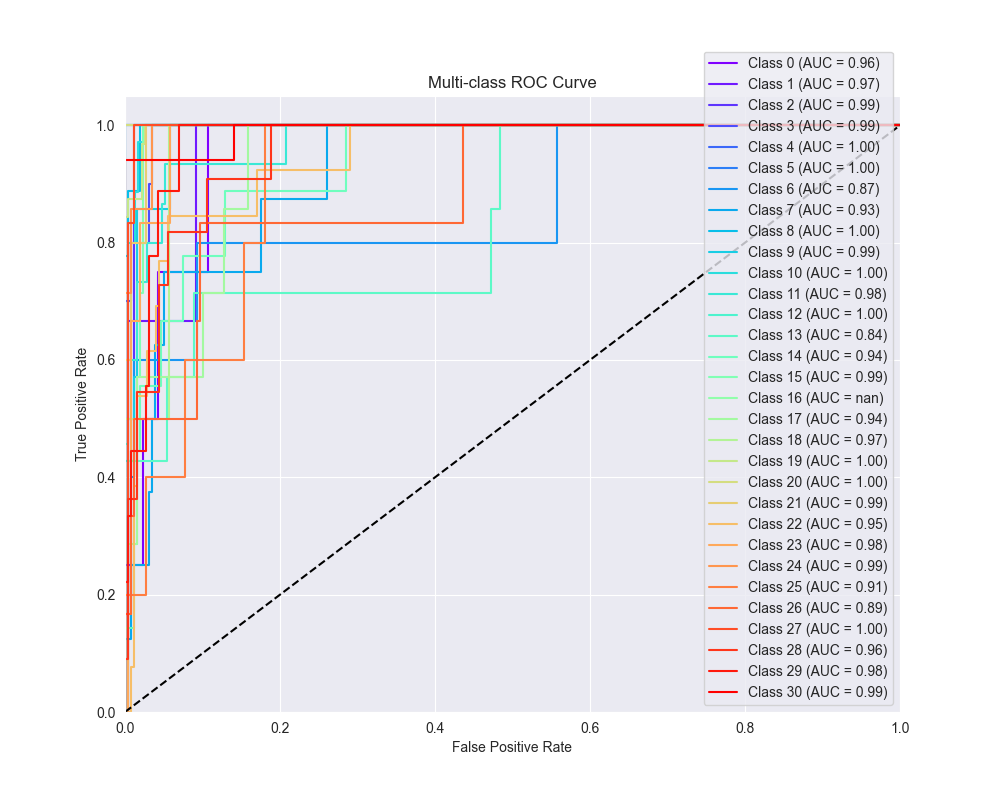 Multi-class ROC Curve
Class 0 (AUC = 0.96)
Class 1 (AUC = 0.97)
Class 2 (AUC = 0.99)
Class 3 (AUC = 0.99)
Class 4 (AUC = 1.00)
Class 5 (AUC = 1.00)
Class 6 (AUC = 0.87)
Class 7 (AUC = 0.93)
Class 8 (AUC = 1.00)
Class 9 (AUC = 0.99)
Class 10 (AUC = 1.00)
Class 11 (AUC = 0.98)
Class 12 (AUC = 1.00)
Class 13 (AUC = 0.84)
Class 14 (AUC = 0.94)
Class 15 (AUC = 0.99)
Class 16 (AUC = nan)
Class 17 (AUC = 0.94)
Class 18 (AUC = 0.97)
Class 19 (AUC = 1.00)
Class 20 (AUC = 1.00)
Class 21 (AUC = 0.99)
Class 22 (AUC = 0.95)
Class 23 (AUC = 0.98)
Class 24 (AUC = 0.99)
Class 25 (AUC = 0.91)
Class 26 (AUC = 0.89)
Class 27 (AUC = 1.00)
Class 28 (AUC = 0.96)
Class 29 (AUC = 0.98)
Class 30 (AUC = 0.99)
True Positive Rate
1.0
0.8
0.6
0.4
0.2
0.0
0.0 0.2 0.4 0.6 0.8 1.0
False Positive Rate